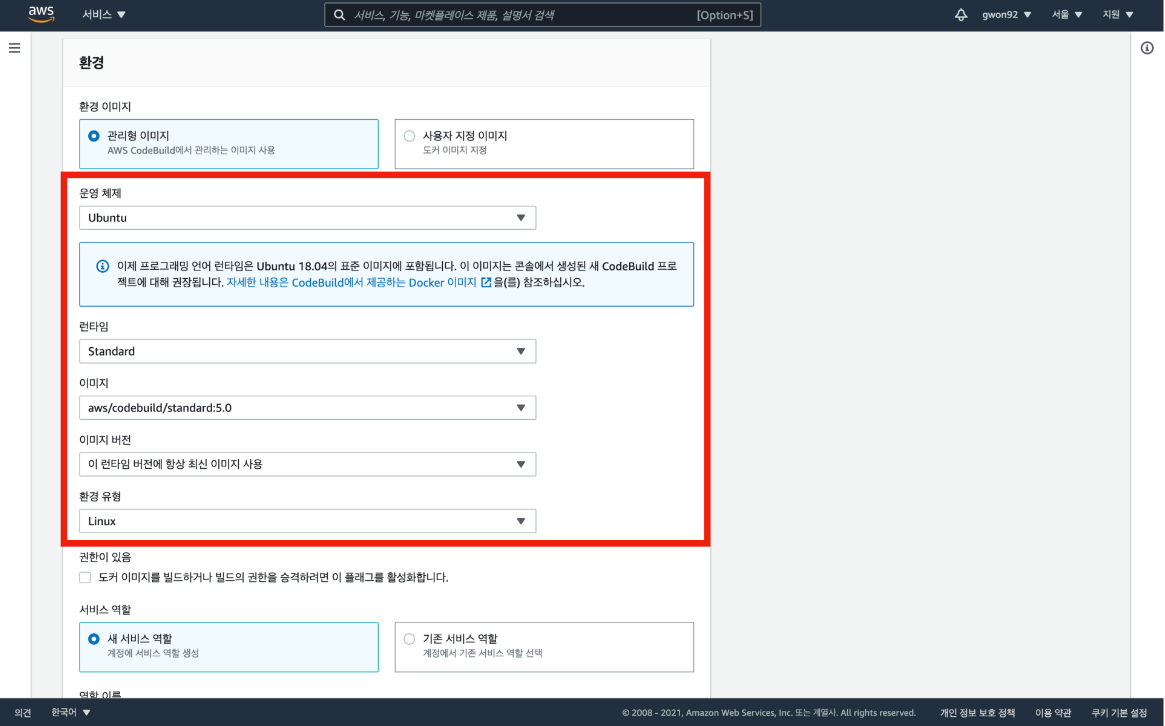 aws
서비스 ▼
서비스, 기능, 마켓플레이스 제품, 설명서 검색
[Option+S]
gwon92 ▼
서울 ▼
지원 ▼
환경
환경 이미지
관리형 이미지
AWS CodeBuild에서 관리하는 이미지 사용
사용자 지정 이미지
도커 이미지 지정
운영 체제
Ubuntu
이제 프로그래밍 언어 런타임은 Ubuntu 18.04의 표준 이미지에 포함됩니다. 이 이미지는 콘솔에서 생성된 새 CodeBuild 프로
젝트에 대해 권장됩니다. 자세한 내용은 CodeBuild에서 제공하는 Docker 이미지 을(를) 참조하십시오.
런타임
Standard
이미지
aws/codebuild/standard:5.0
이미지 버전
이 런타임 버전에 항상 최신 이미지 사용
환경 유형
Linux
권한이 있음
도커 이미지를 빌드하거나 빌드의 권한을 승격하려면 이 플래그를 활성화합니다.
서비스 역할
새 서비스 역할
계정에 서비스 역할 생성
기존 서비스 역할
계정에서 기존 서비스 역할 선택
역할 이름
의견
한국어 ▼
© 2008 - 2021, Amazon Web Services, Inc. 또는 계열사. All rights reserved.
개인 정보 보호 정책
이용 약관
쿠키 기본 설정